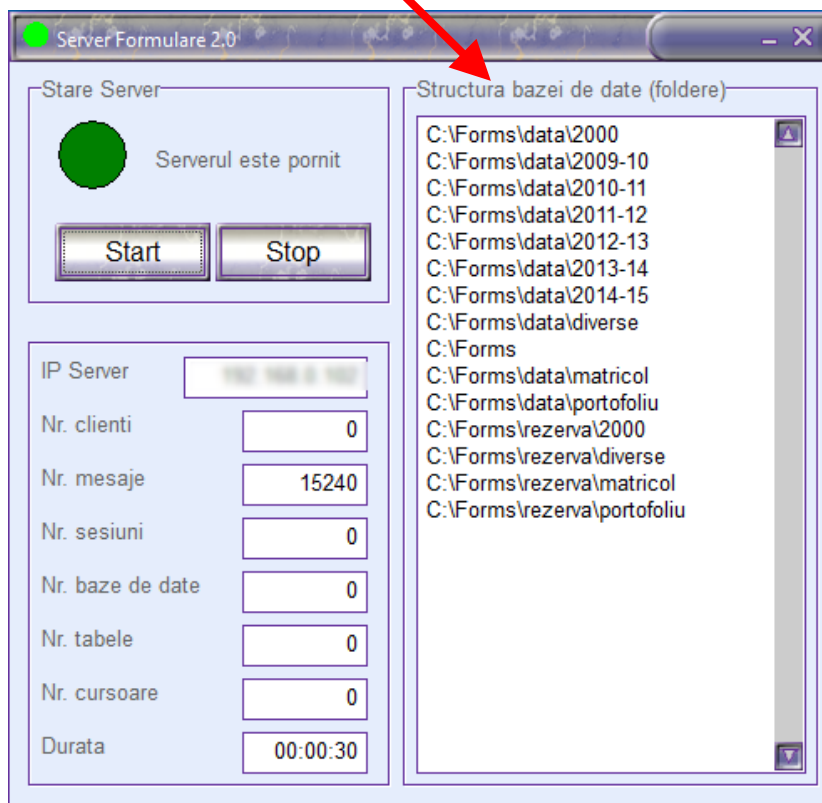 Server Formulare 2.0
Stare Server
Serverul este pornit
Start
Stop
IP Server
Nr. clienti
0
Nr. mesaje
15240
Nr. sesiuni
0
Nr. baze de date
0
Nr. tabele
0
Nr. cursoare
0
Durata
00:00:30
Structura bazei de date (foldere)
C:\Forms\data\2000
C:\Forms\data\2009-10
C:\Forms\data\2010-11
C:\Forms\data\2011-12
C:\Forms\data\2012-13
C:\Forms\data\2013-14
C:\Forms\data\2014-15
C:\Forms\data\diverse
C:\Forms
C:\Forms\data\matricol
C:\Forms\data\portofoliu
C:\Forms\rezerva\2000
C:\Forms\rezerva\diverse
C:\Forms\rezerva\matricol
C:\Forms\rezerva\portofoliu